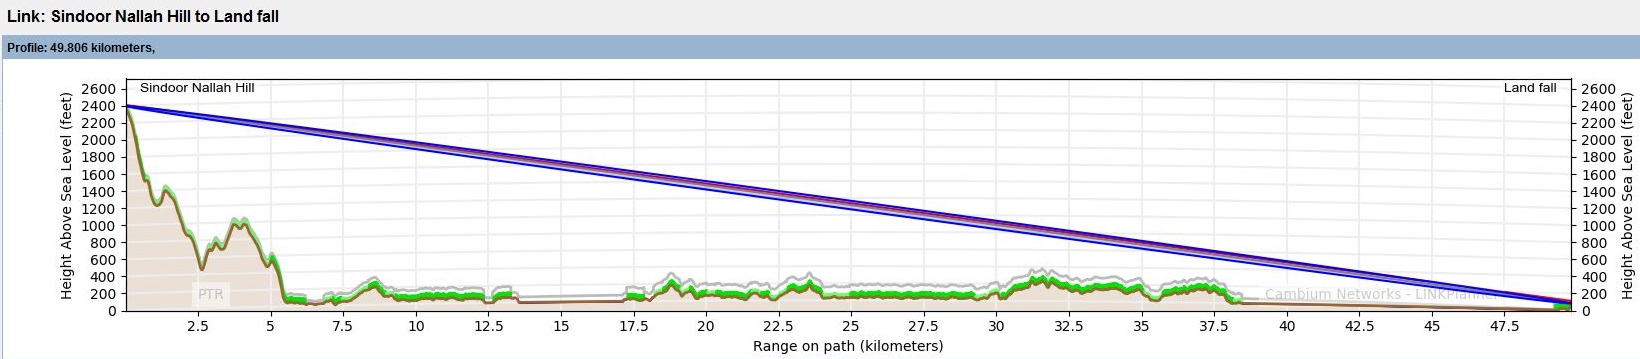 Link: Sindoor Nallah Hill to Land fall
Profile: 49.806 kilometers,
Sindoor Nallah Hill
Land fall
Height Above Sea Level (feet)
2600
2400
2200
2000
1800
1600
1400
1200
1000
800
600
400
200
0
2600
2400
2200
2000
1800
1600
1400
1200
1000
800
600
400
200
0
Height Above Sea Level (feet)
PTR
Cambium Networks - LINKPlanner
2.5 5 7.5 10 12.5 15 17.5 20 22.5 25 27.5 30 32.5 35 37.5 40 42.5 45 47.5
Range on path (kilometers)